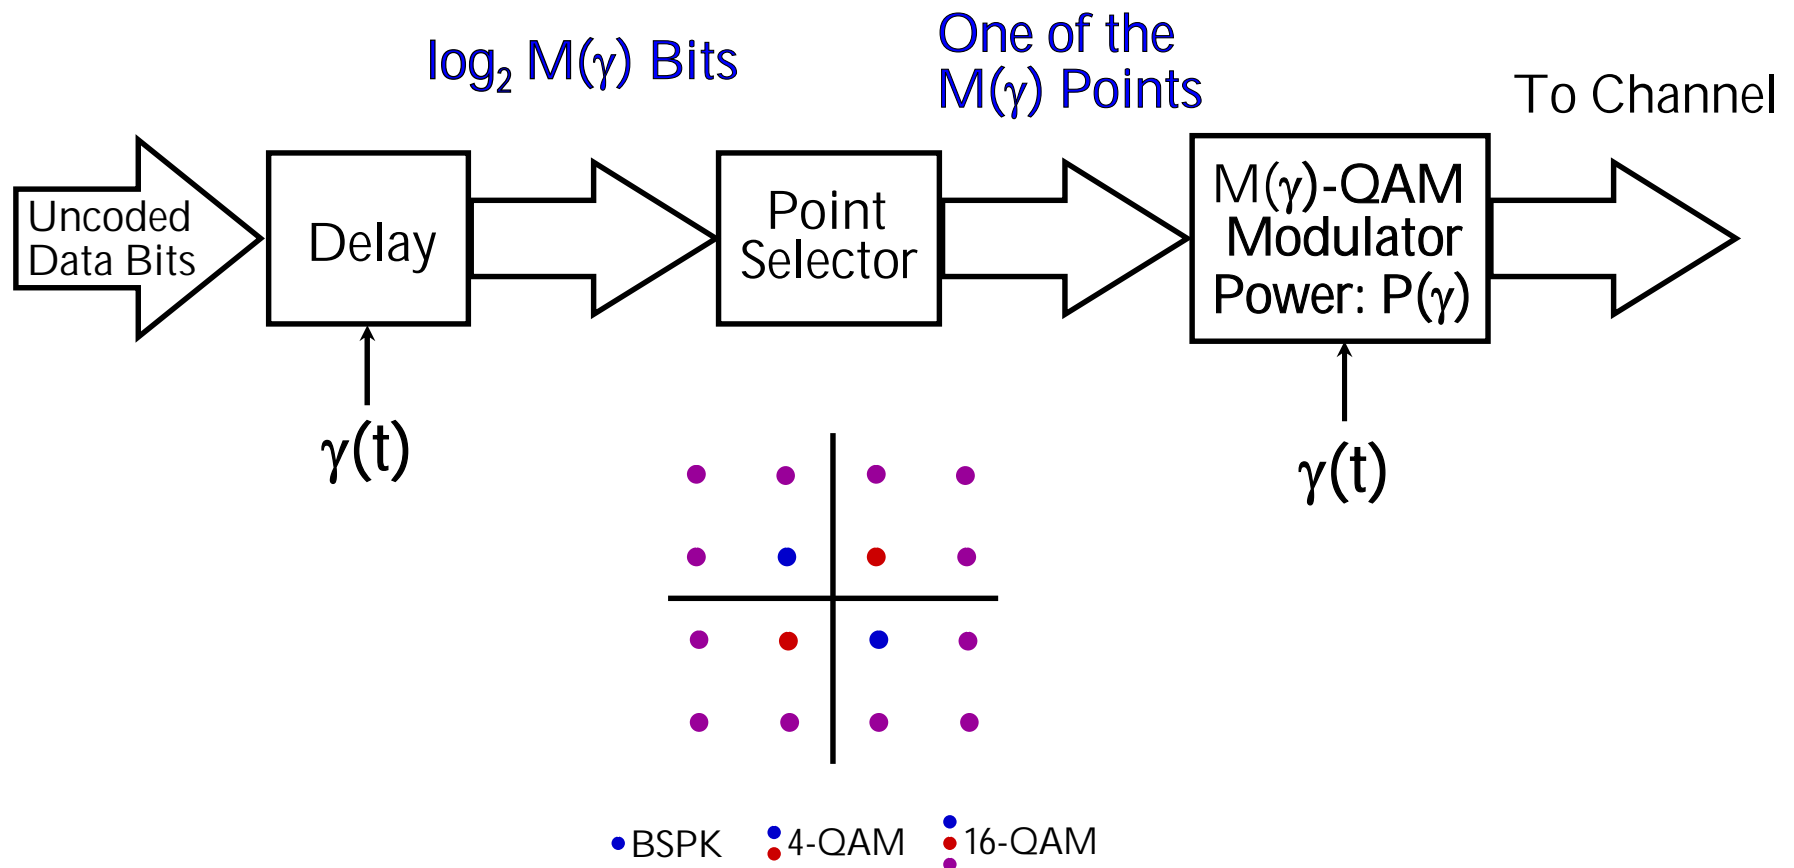 log₂ M(γ) Bits
One of the
M(γ) Points
To Channel
Uncoded
Data Bits
Delay
Point
Selector
M(γ)-QAM
Modulator
Power: P(γ)
γ(t)
γ(t)
BSPK
4-QAM
16-QAM